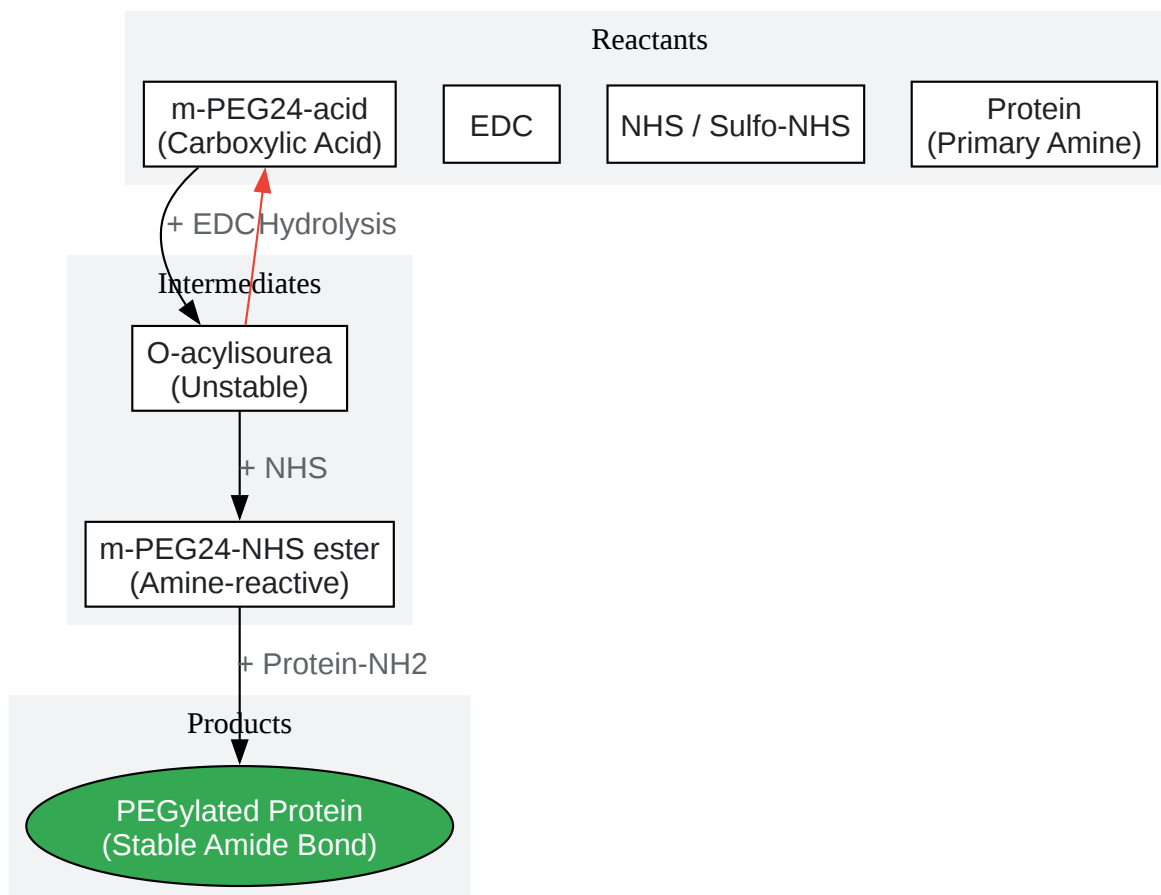 Reactants
m-PEG24-acid
(Carboxylic Acid)
EDC
NHS / Sulfo-NHS
Protein
(Primary Amine)
+ EDC
Hydrolysis
Intermediates
O-acylisourea
(Unstable)
+ NHS
m-PEG24-NHS ester
(Amine-reactive)
+ Protein-NH2
Products
PEGylated Protein
(Stable Amide Bond)